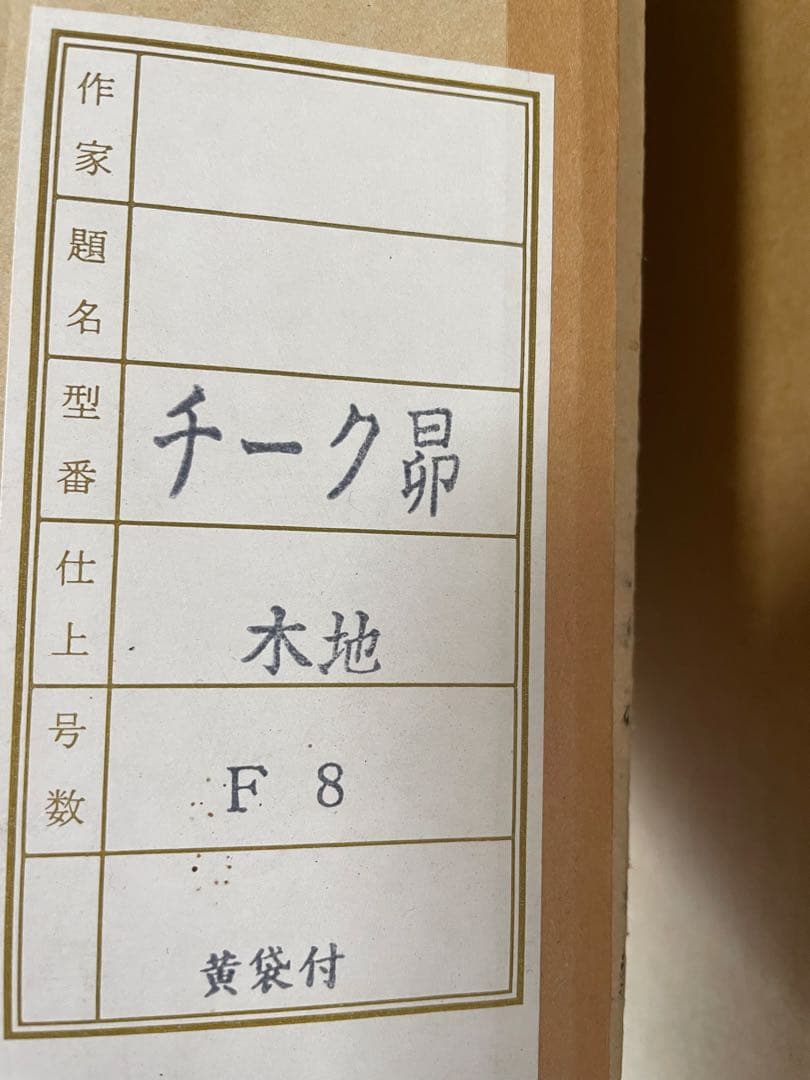 作家
題名
型番 チーク昴
仕上 木地
号数 F 8
黄袋付